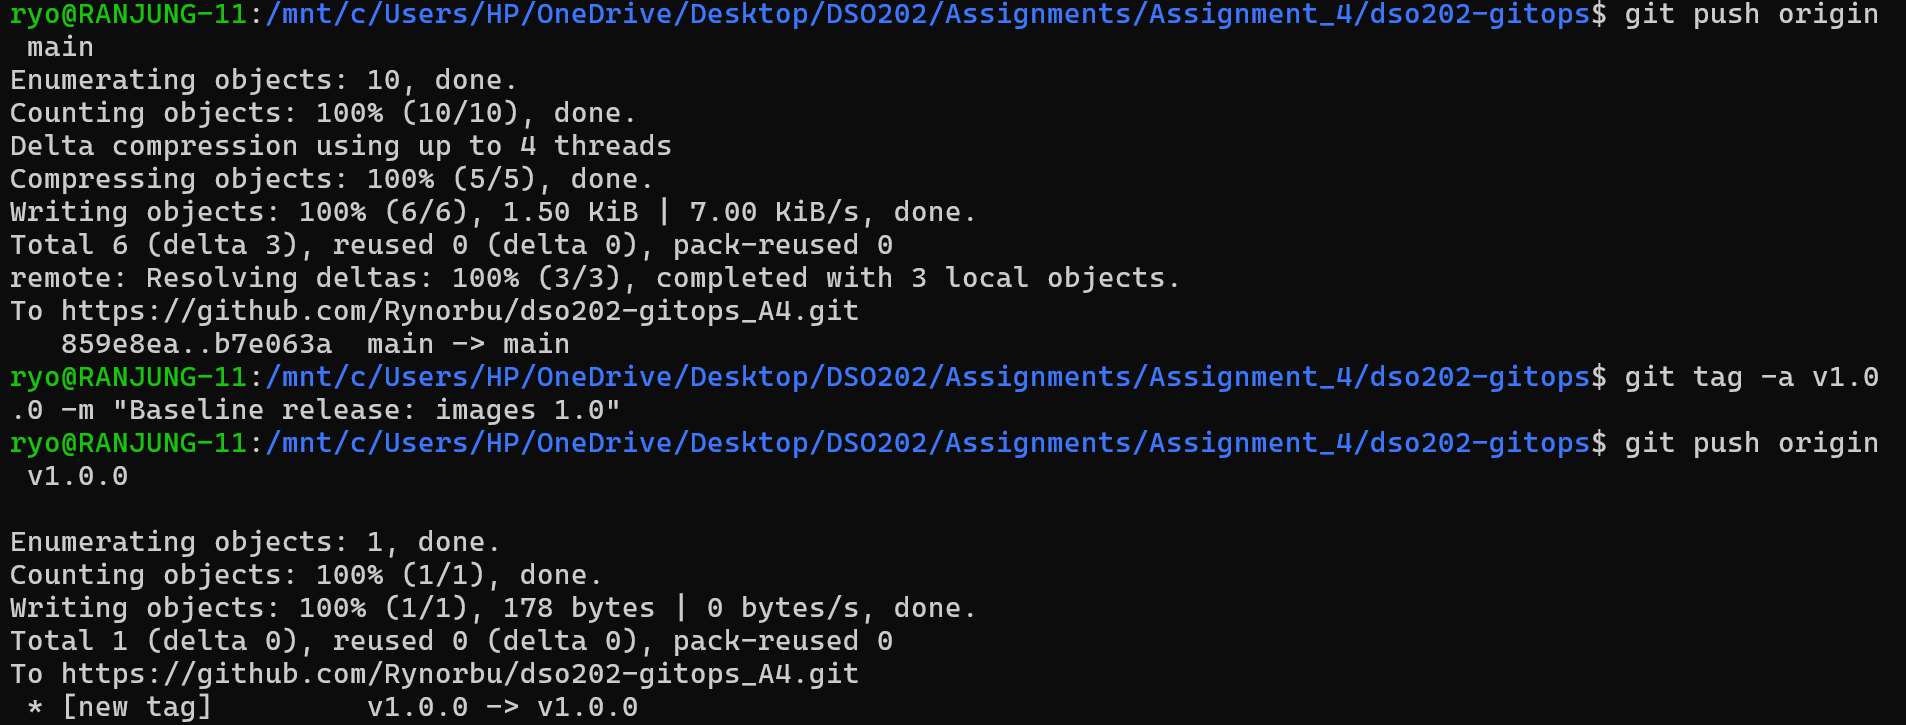 ryo@RANJUNG-11:/mnt/c/Users/HP/OneDrive/Desktop/DSO202/Assignments/Assignment_4/dso202-gitops$ git push origin
 main
Enumerating objects: 10, done.
Counting objects: 100% (10/10), done.
Delta compression using up to 4 threads
Compressing objects: 100% (5/5), done.
Writing objects: 100% (6/6), 1.50 KiB | 7.00 KiB/s, done.
Total 6 (delta 3), reused 0 (delta 0), pack-reused 0
remote: Resolving deltas: 100% (3/3), completed with 3 local objects.
To https://github.com/Rynorbu/dso202-gitops_A4.git
   859e8ea..b7e063a  main -> main
ryo@RANJUNG-11:/mnt/c/Users/HP/OneDrive/Desktop/DSO202/Assignments/Assignment_4/dso202-gitops$ git tag -a v1.0
.0 -m "Baseline release: images 1.0"
ryo@RANJUNG-11:/mnt/c/Users/HP/OneDrive/Desktop/DSO202/Assignments/Assignment_4/dso202-gitops$ git push origin
 v1.0.0

Enumerating objects: 1, done.
Counting objects: 100% (1/1), done.
Writing objects: 100% (1/1), 178 bytes | 0 bytes/s, done.
Total 1 (delta 0), reused 0 (delta 0), pack-reused 0
To https://github.com/Rynorbu/dso202-gitops_A4.git
 * [new tag]         v1.0.0 -> v1.0.0